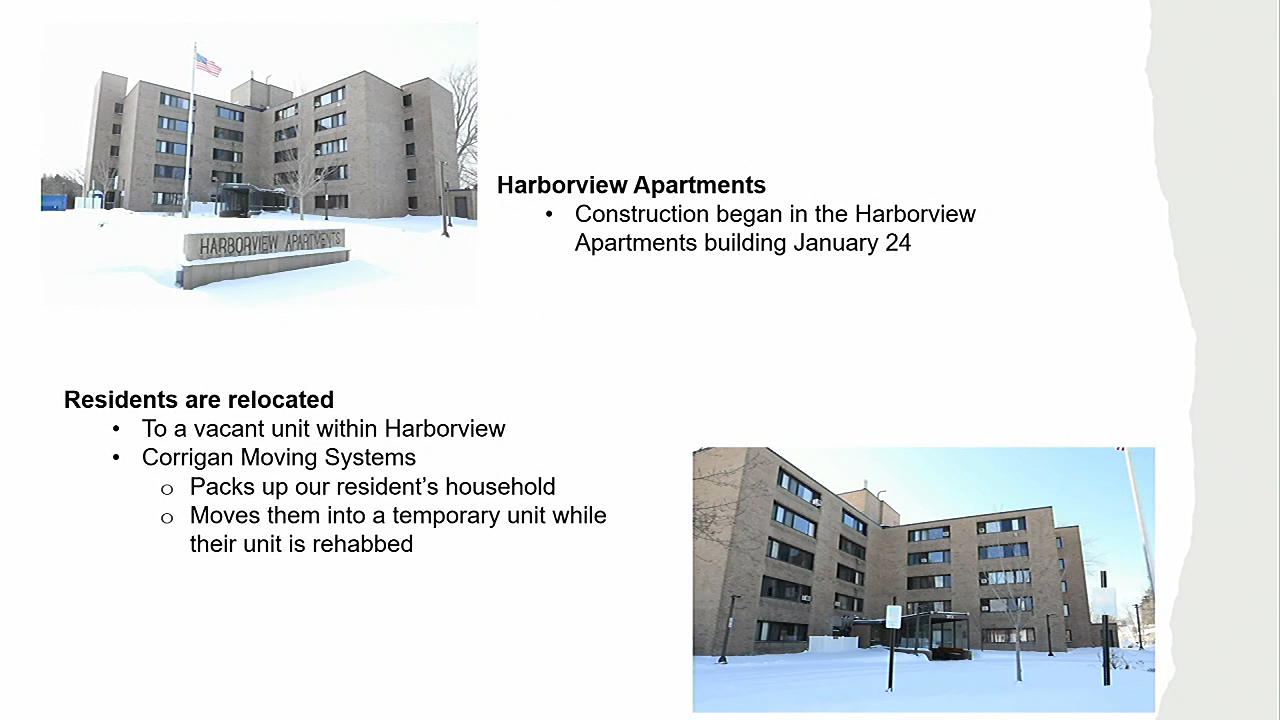 HARBORVIEW APARTMENTS
Harborview Apartments
• Construction began in the Harborview
Apartments building January 24
Residents are relocated
• To a vacant unit within Harborview
• Corrigan Moving Systems
o Packs up our resident’s household
o Moves them into a temporary unit while
their unit is rehabbed